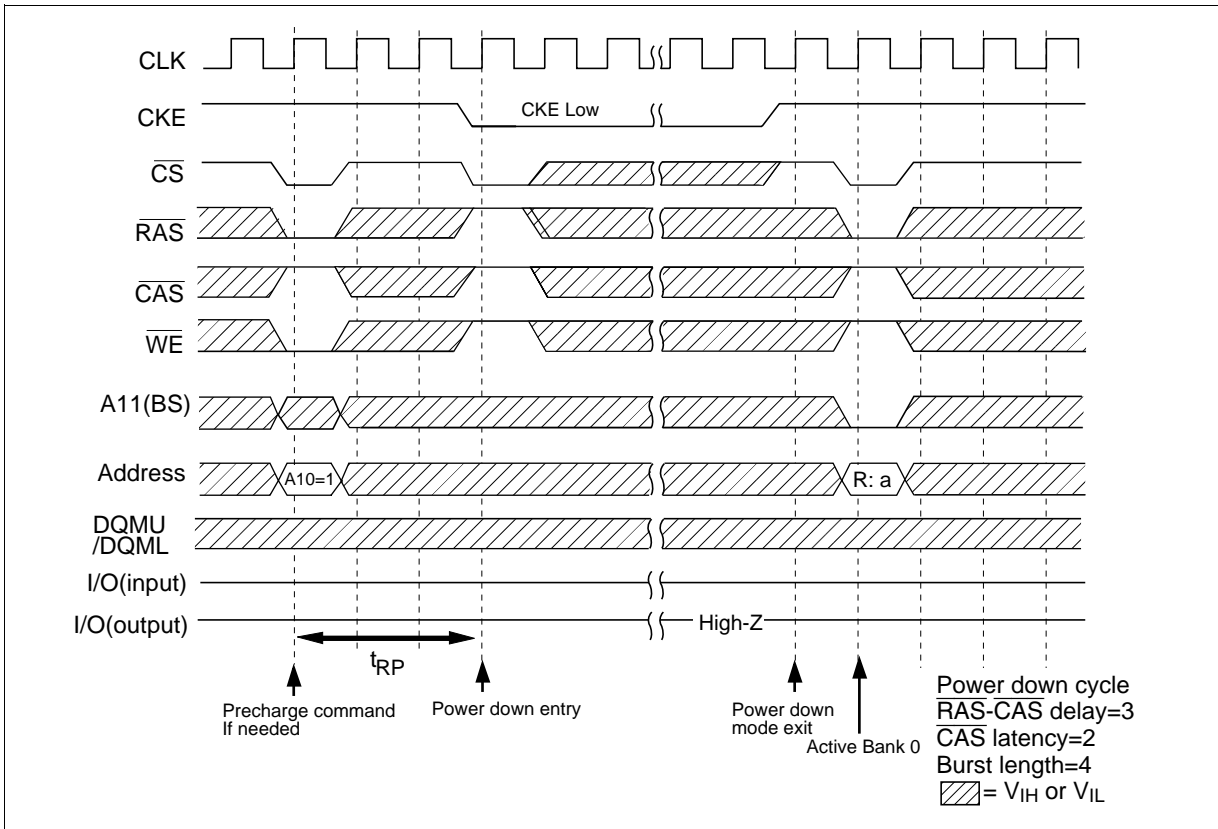 CLK
CKE
CKE Low
CS
RAS
CAS
WE
A11(BS)
Address
A10=1
R: a
DQMU
/DQML
I/O(input)
I/O(output)
High-Z
tRP
Precharge command
If needed
Power down entry
Power down
mode exit
Active Bank 0
Power down cycle
RAS-CAS delay=3
CAS latency=2
Burst length=4
= VIH or VIL